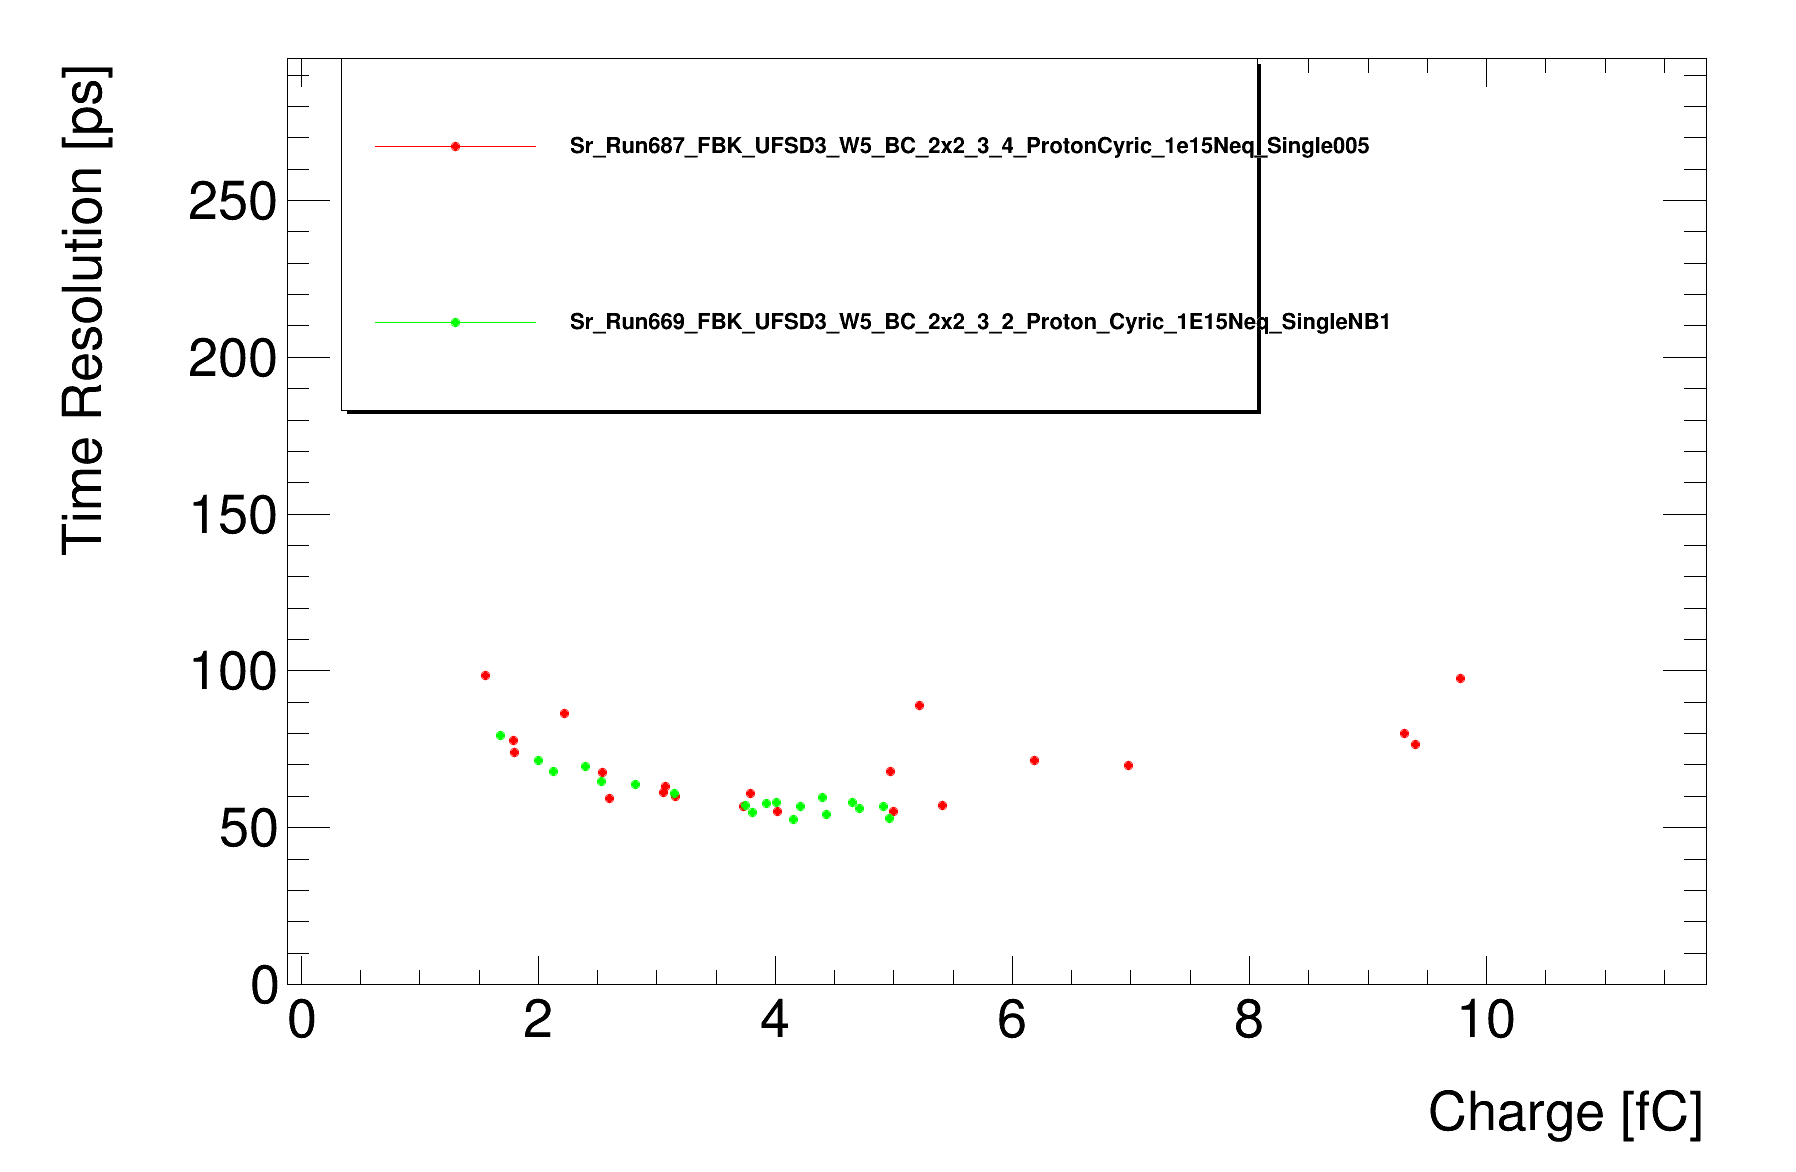 Time Resolution [ps]
250
200
150
100
50
0
Sr_Run687_FBK_UFSD3_W5_BC_2x2_3_4_ProtonCyric_1e15Neq_Single005
Sr_Run669_FBK_UFSD3_W5_BC_2x2_3_2_Proton_Cyric_1E15Neq_SingleNB1
0 2 4 6 8 10
Charge [fC]